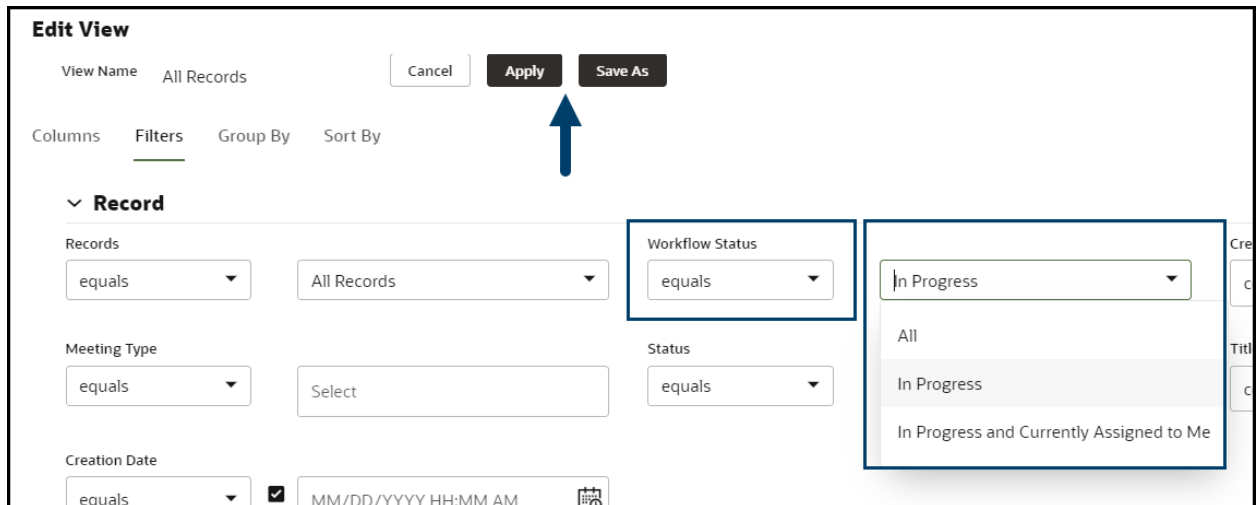 Edit View
View Name All Records Cancel Apply Save As
Columns Filters Group By Sort By
Record
Records Workflow Status Cre
equals All Records equals In Progress c
All
Meeting Type Status Titl
equals Select equals In Progress c
In Progress and Currently Assigned to Me
Creation Date
equals MM/DD/YYYY HH:MM AM